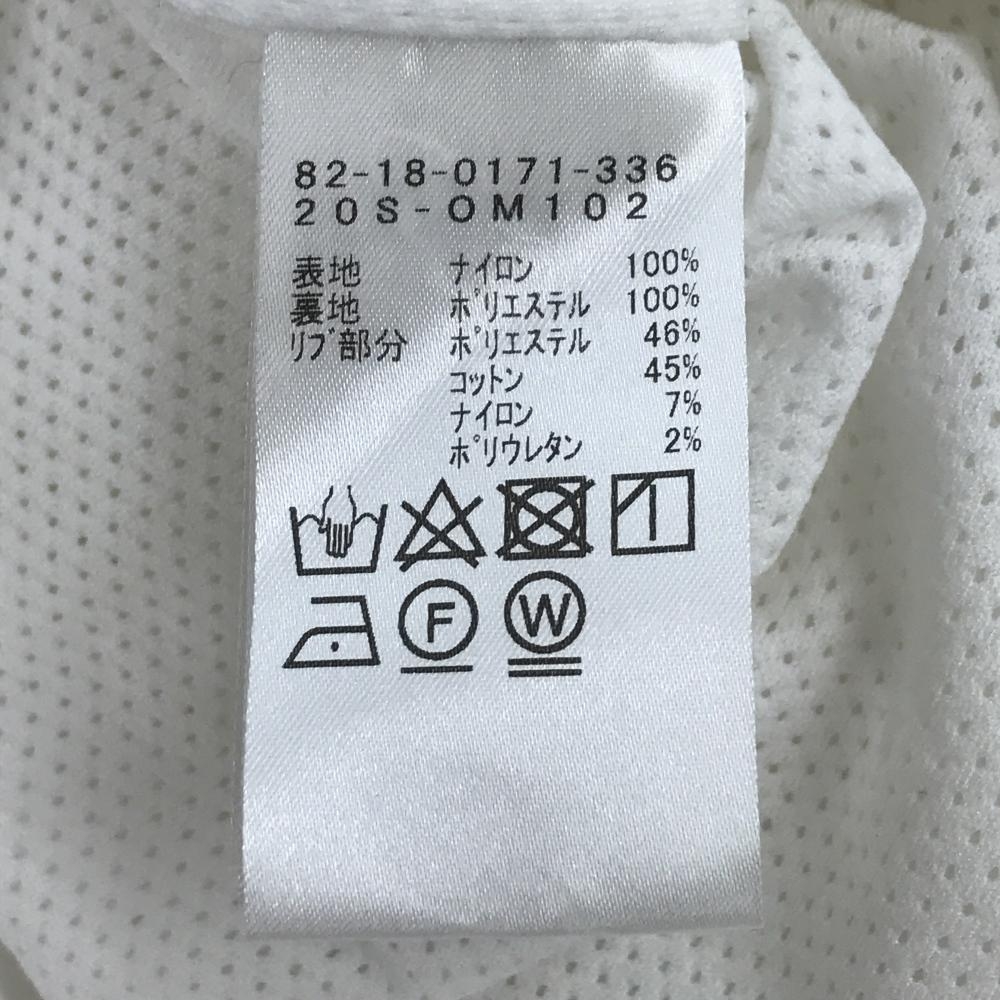 82-18-0171-336
20S-OM102
表地 ナイロン 100%
裏地 ポリエステル 100%
リブ部分 ポリエステル 46%
コットン 45%
ナイロン 7%
ポリウレタン 2%
F W